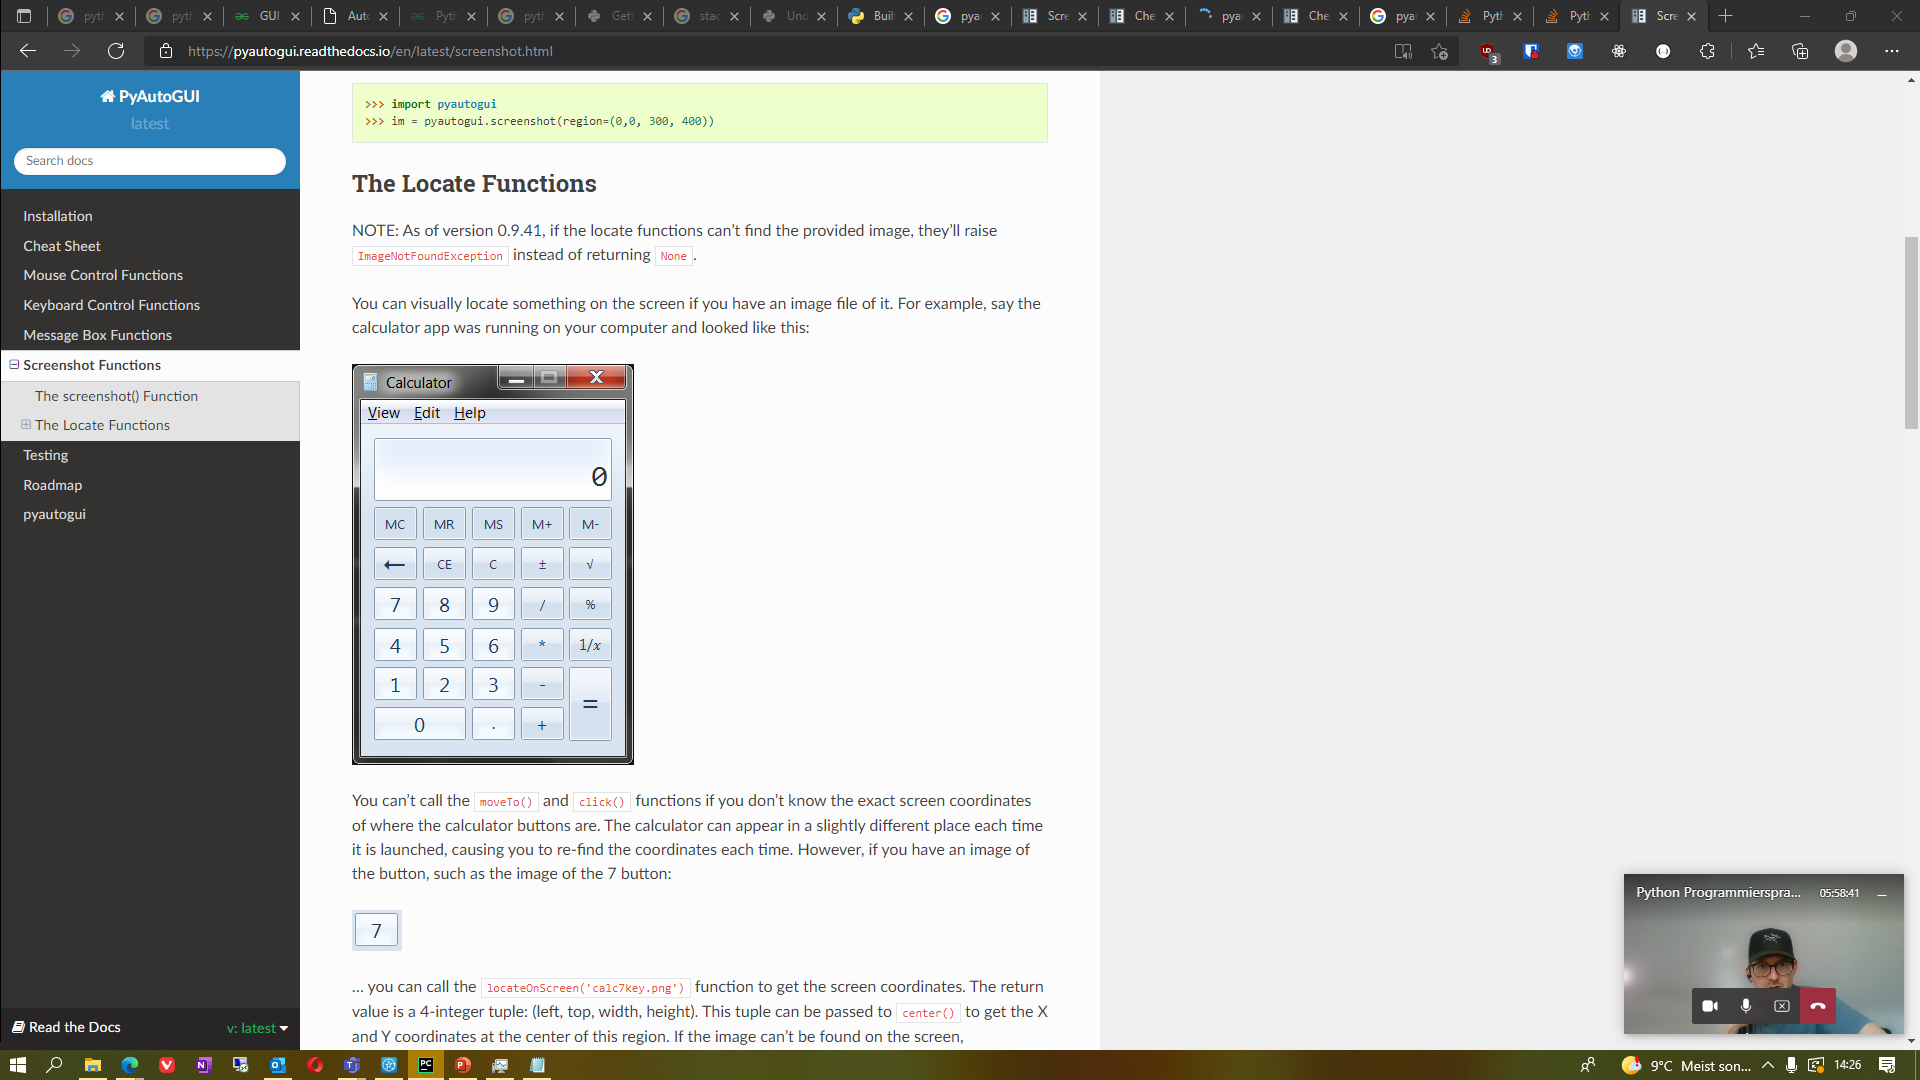 pyth
pyth
GUI
Auto
Pyth
pyth
Gett
stac
Und
Buil
pya
Scre
Che
pya
Che
pya
Pyth
Pyth
Scre
https://pyautogui.readthedocs.io/en/latest/screenshot.html
3
PyAutoGUI
latest
Search docs
Installation
Cheat Sheet
Mouse Control Functions
Keyboard Control Functions
Message Box Functions
Screenshot Functions
The screenshot() Function
The Locate Functions
Testing
Roadmap
pyautogui
Read the Docs
v: latest
>>> import pyautogui
>>> im = pyautogui.screenshot(region=(0,0, 300, 400))
The Locate Functions
NOTE: As of version 0.9.41, if the locate functions can’t find the provided image, they’ll raise
ImageNotFoundException instead of returning None.
You can visually locate something on the screen if you have an image file of it. For example, say the
calculator app was running on your computer and looked like this:
Calculator
View Edit Help
0
MC MR MS M+ M-
← CE C ± √
7 8 9 / %
4 5 6 * 1/x
1 2 3 - =
0 . +
You can’t call the moveTo() and click() functions if you don’t know the exact screen coordinates
of where the calculator buttons are. The calculator can appear in a slightly different place each time
it is launched, causing you to re-find the coordinates each time. However, if you have an image of
the button, such as the image of the 7 button:
7
… you can call the locateOnScreen('calc7key.png') function to get the screen coordinates. The return
value is a 4-integer tuple: (left, top, width, height). This tuple can be passed to center() to get the X
and Y coordinates at the center of this region. If the image can’t be found on the screen,
Python Programmierspra... 05:58:41
9°C Meist son... 14:26